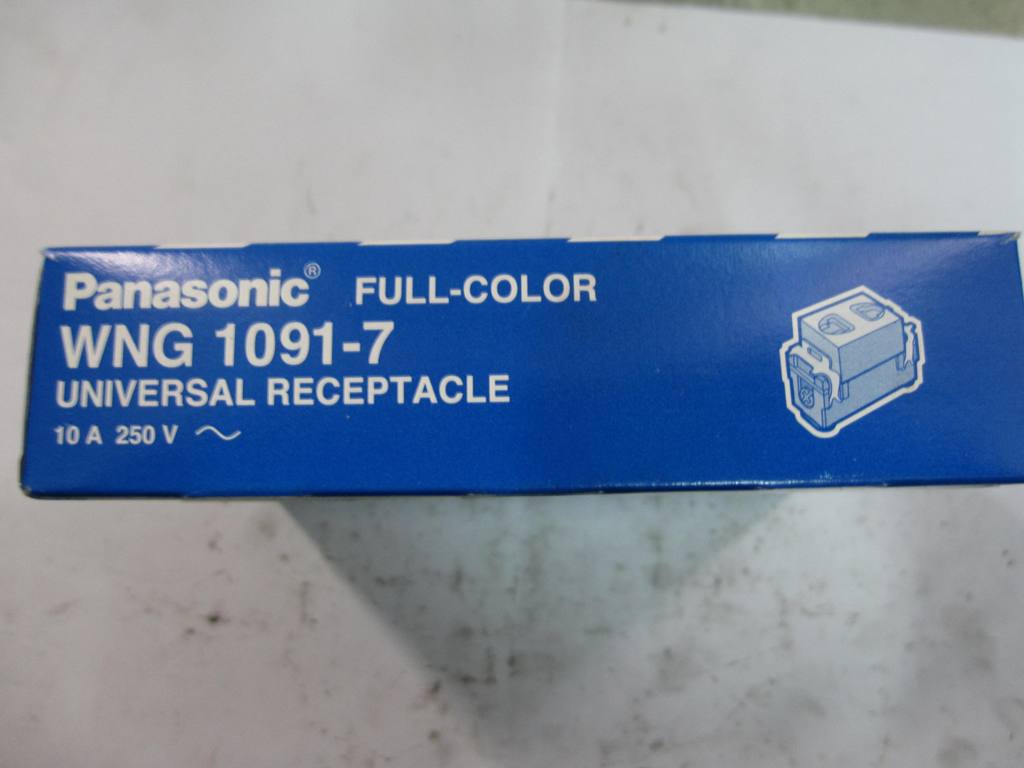 Panasonic® FULL-COLOR
WNG 1091-7
UNIVERSAL RECEPTACLE
10 A 250 V ~